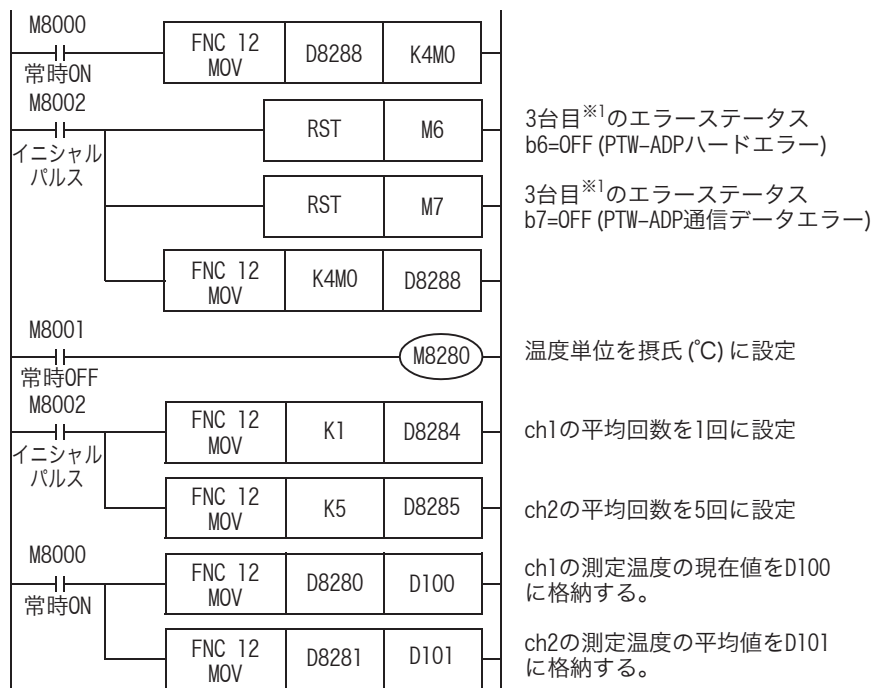 M8000
常時ON
FNC 12
MOV
D8288
K4M0
M8002
イニシャル
パルス
RST
M6
3台目※1のエラーステータス
b6=OFF (PTW-ADPハードエラー)
RST
M7
3台目※1のエラーステータス
b7=OFF (PTW-ADP通信データエラー)
FNC 12
MOV
K4M0
D8288
M8001
常時OFF
M8280
温度単位を摂氏 (℃) に設定
M8002
イニシャル
パルス
FNC 12
MOV
K1
D8284
ch1の平均回数を1回に設定
FNC 12
MOV
K5
D8285
ch2の平均回数を5回に設定
M8000
常時ON
FNC 12
MOV
D8280
D100
ch1の測定温度の現在値をD100
に格納する。
FNC 12
MOV
D8281
D101
ch2の測定温度の平均値をD101
に格納する。